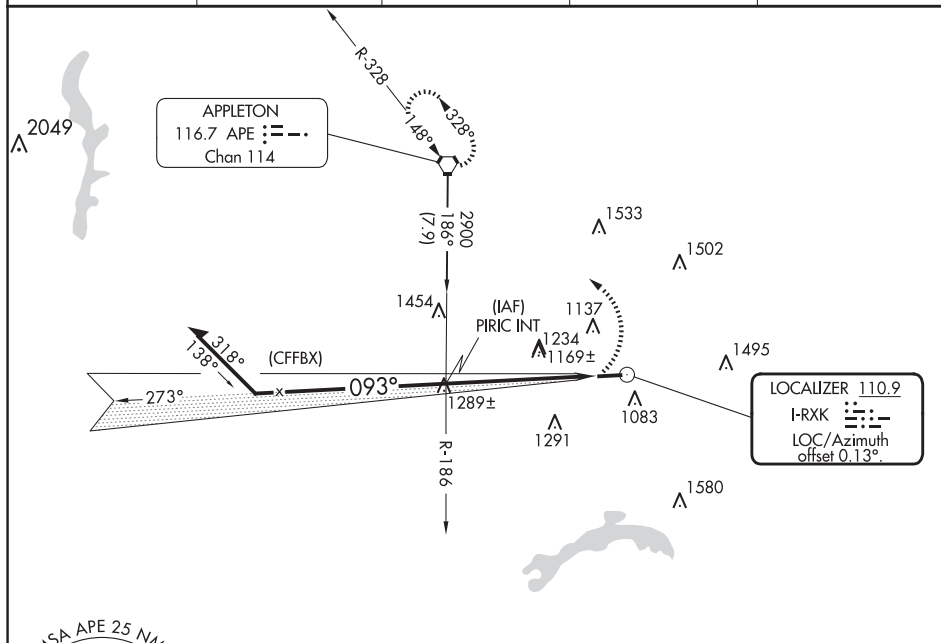 R-328
2049
APPLETON
116.7 APE
Chan 114
148°
328°
2900
186°
(7.9)
1533
1502
1454
(IAF)
PIRIC INT
1137
1234
1169±
1495
318°
138°
(CFFBX)
x
093°
273°
1289±
1083
1291
LOCALIZER 110.9
I-RXK
LOC/Azimuth
offset 0.13°.
R-186
1580
MSA APE 25 NM